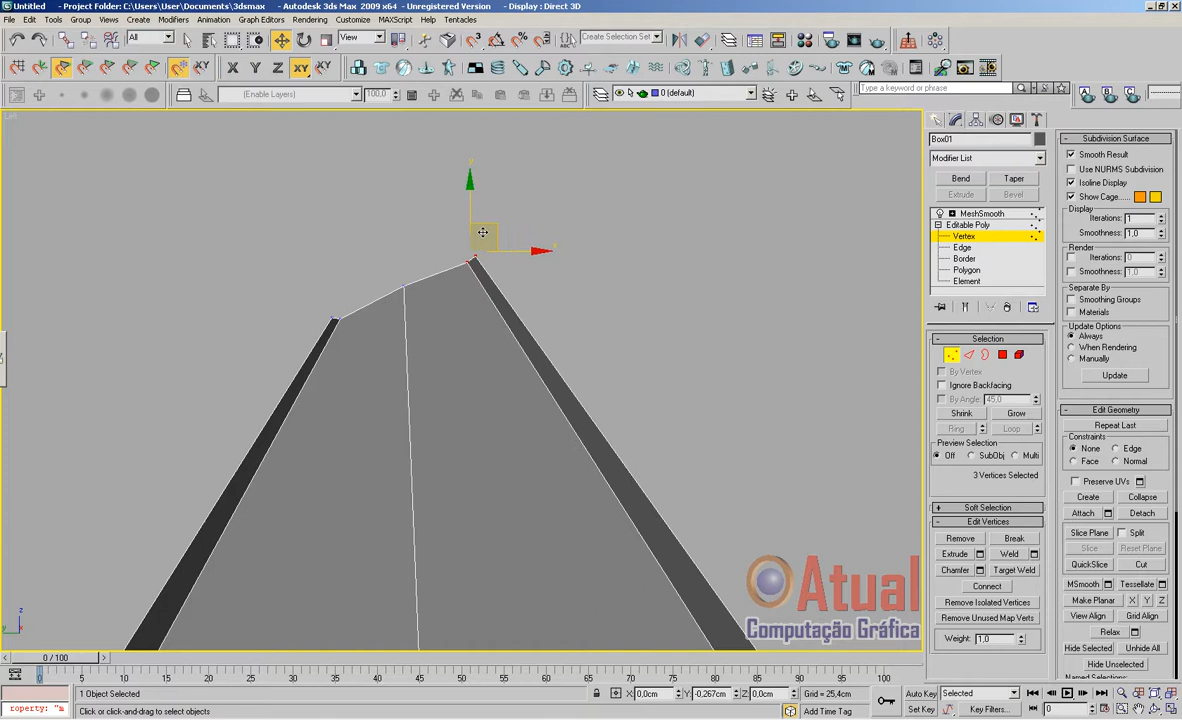 Untitled - Project Folder: C:\Users\User\Documents\3dsmax - Autodesk 3ds Max 2009 x64 - Unregistered Version - Display : Direct 3D
File Edit Tools Group Views Create Modifiers Animation Graph Editors Rendering Customize MAXScript Help Tentacles
All View Create Selection Set
X Y Z XY XY
(Enable Layers) 100,0 0 (default) Type a keyword or phrase A B C
Left
Box01
Modifier List
Bend Taper
Extrude Bevel
MeshSmooth
Editable Poly
Vertex
Edge
Border
Polygon
Element
Selection
By Vertex
Ignore Backfacing
By Angle: 45,0
Shrink Grow
Ring Loop
Preview Selection
Off SubObj Multi
3 Vertices Selected
Soft Selection
Edit Vertices
Remove Break
Extrude Weld
Chamfer Target Weld
Connect
Remove Isolated Vertices
Remove Unused Map Verts
Weight: 1,0
Subdivision Surface
Smooth Result
Use NURMS Subdivision
Isoline Display
Show Cage......
Display
Iterations: 1
Smoothness: 1,0
Render
Iterations: 0
Smoothness: 1,0
Separate By
Smoothing Groups
Materials
Update Options
Always
When Rendering
Manually
Update
Edit Geometry
Repeat Last
Constraints
None Edge
Face Normal
Preserve UVs
Create Collapse
Attach Detach
Slice Plane Split
Slice Reset Plane
QuickSlice Cut
MSmooth Tessellate
Make Planar X Y Z
View Align Grid Align
Relax
Hide Selected Unhide All
Hide Unselected
Atual
Computação Gráfica
0 / 100
0 5 10 15 20 25 30 35 40 45 50 55 60 65 70 75 80 85 90 95 100
1 Object Selected X: 0,0cm Y: -0,267cm Z: 0,0cm Grid = 25,4cm Auto Key Selected
roperty: "m Click or click-and-drag to select objects Add Time Tag Set Key Key Filters... 0